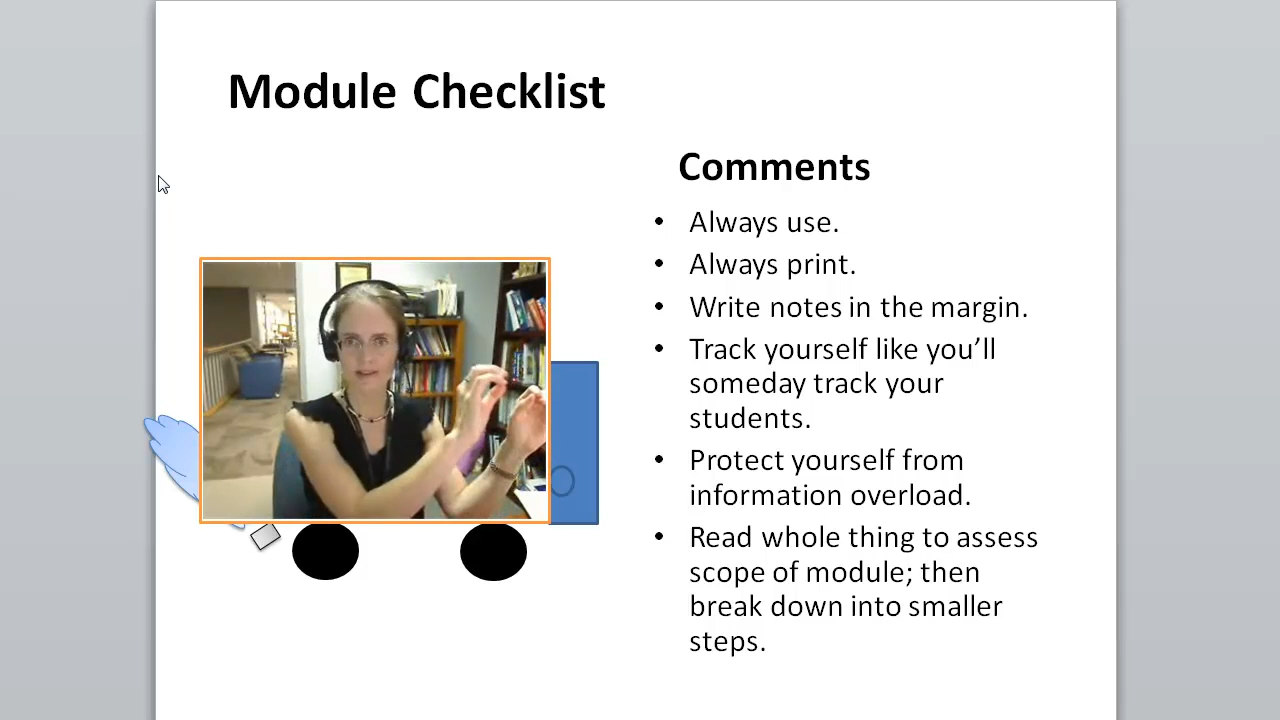 Module Checklist
Comments
• Always use.
• Always print.
• Write notes in the margin.
• Track yourself like you’ll
someday track your
students.
• Protect yourself from
information overload.
• Read whole thing to assess
scope of module; then
break down into smaller
steps.